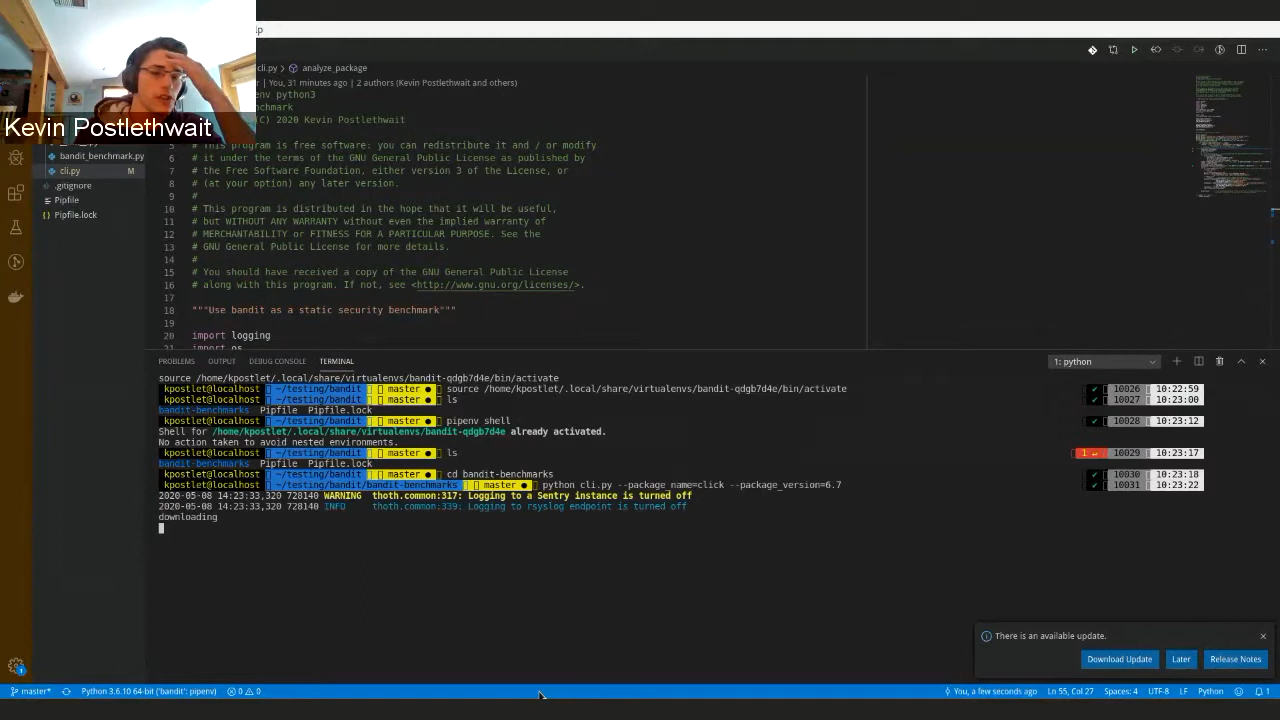 lp
cli.py > analyze_package
You, 31 minutes ago | 2 authors (Kevin Postlethwait and others)
env python3
benchmark
(C) 2020 Kevin Postlethwait
Kevin Postlethwait
bandit_benchmark.py
cli.py M
.gitignore
Pipfile
Pipfile.lock
5 # This program is free software: you can redistribute it and / or modify
6 # it under the terms of the GNU General Public License as published by
7 # the Free Software Foundation, either version 3 of the License, or
8 # (at your option) any later version.
9 #
10 # This program is distributed in the hope that it will be useful,
11 # but WITHOUT ANY WARRANTY without even the implied warranty of
12 # MERCHANTABILITY or FITNESS FOR A PARTICULAR PURPOSE. See the
13 # GNU General Public License for more details.
14 #
15 # You should have received a copy of the GNU General Public License
16 # along with this program. If not, see <http://www.gnu.org/licenses/>.
17
18 """Use bandit as a static security benchmark"""
19
20 import logging
21 import os
PROBLEMS OUTPUT DEBUG CONSOLE TERMINAL 1: python
source /home/kpostlet/.local/share/virtualenvs/bandit-qdgb7d4e/bin/activate
kpostlet@localhost ~/testing/bandit master ● source /home/kpostlet/.local/share/virtualenvs/bandit-qdgb7d4e/bin/activate ✔ 10026 10:22:59
kpostlet@localhost ~/testing/bandit master ● ls ✔ 10027 10:23:00
bandit-benchmarks Pipfile Pipfile.lock
kpostlet@localhost ~/testing/bandit master ● pipenv shell ✔ 10028 10:23:12
Shell for /home/kpostlet/.local/share/virtualenvs/bandit-qdgb7d4e already activated.
No action taken to avoid nested environments.
kpostlet@localhost ~/testing/bandit master ● ls 1 ↵ 10029 10:23:17
bandit-benchmarks Pipfile Pipfile.lock
kpostlet@localhost ~/testing/bandit master ● cd bandit-benchmarks ✔ 10030 10:23:18
kpostlet@localhost ~/testing/bandit/bandit-benchmarks master ● python cli.py --package_name=click --package_version=6.7 ✔ 10031 10:23:22
2020-05-08 14:23:33,320 728140 WARNING thoth.common:317: Logging to a Sentry instance is turned off
2020-05-08 14:23:33,320 728140 INFO thoth.common:339: Logging to rsyslog endpoint is turned off
downloading
There is an available update.
Download Update Later Release Notes
1
master* Python 3.6.10 64-bit ('bandit': pipenv) 0 0 You, a few seconds ago Ln 55, Col 27 Spaces: 4 UTF-8 LF Python 1